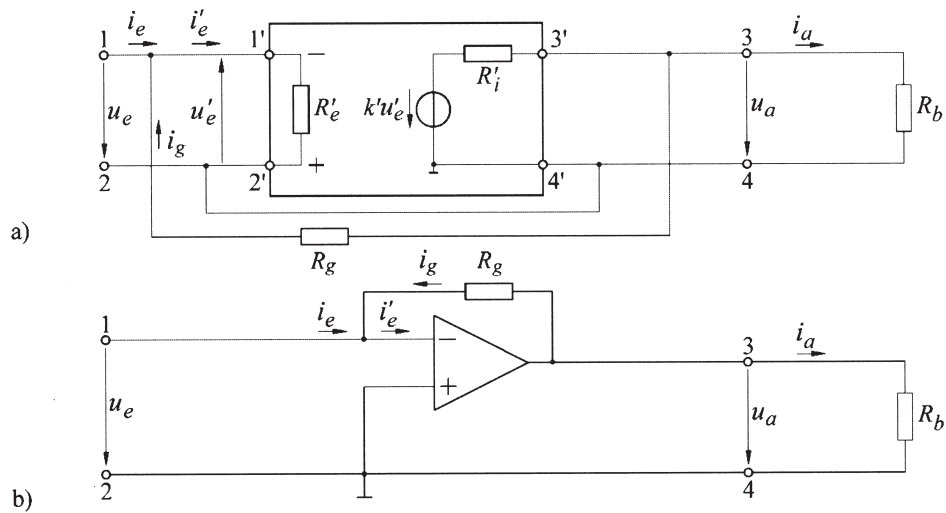 a)
1 i_e i'_e 1' − 3' 3 i_a
u_e u'_e R'_e k'u'_e R'_i u_a R_b
i_g
2 2' + 4' 4
R_g
b)
i_g R_g
1 i_e i'_e − 3 i_a
+
u_e u_a R_b
2 4